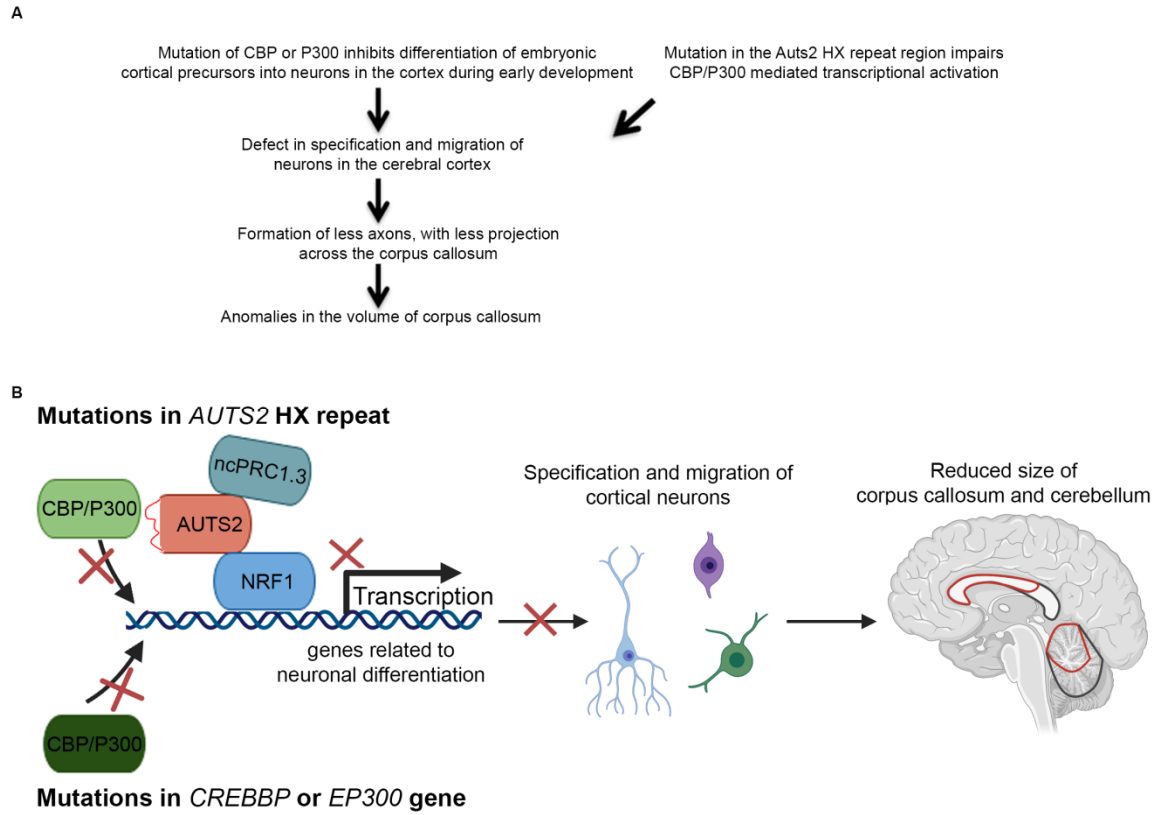 A
Mutation of CBP or P300 inhibits differentiation of embryonic
cortical precursors into neurons in the cortex during early development
Mutation in the Auts2 HX repeat region impairs
CBP/P300 mediated transcriptional activation
Defect in specification and migration of
neurons in the cerebral cortex
Formation of less axons, with less projection
across the corpus callosum
Anomalies in the volume of corpus callosum
B
Mutations in AUTS2 HX repeat
ncPRC1.3
CBP/P300
AUTS2
NRF1
Transcription
genes related to
neuronal differentiation
CBP/P300
Mutations in CREBBP or EP300 gene
Specification and migration of
cortical neurons
Reduced size of
corpus callosum and cerebellum